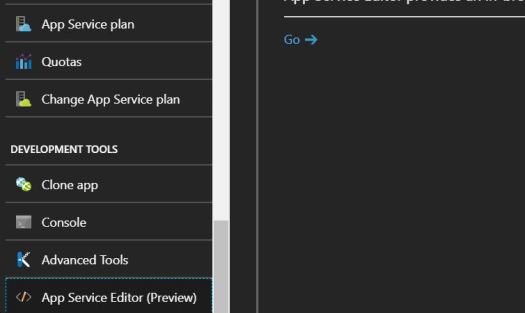 App Service plan
Quotas
Change App Service plan
DEVELOPMENT TOOLS
Clone app
Console
Advanced Tools
App Service Editor (Preview)
App Service Editor provides an in-bro
Go →